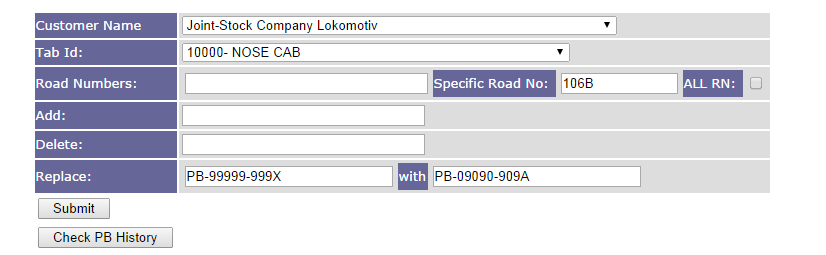 Customer Name Joint-Stock Company Lokomotiv
Tab Id: 10000- NOSE CAB
Road Numbers: Specific Road No: 106B ALL RN:
Add:
Delete:
Replace: PB-99999-999X with PB-09090-909A
Submit
Check PB History